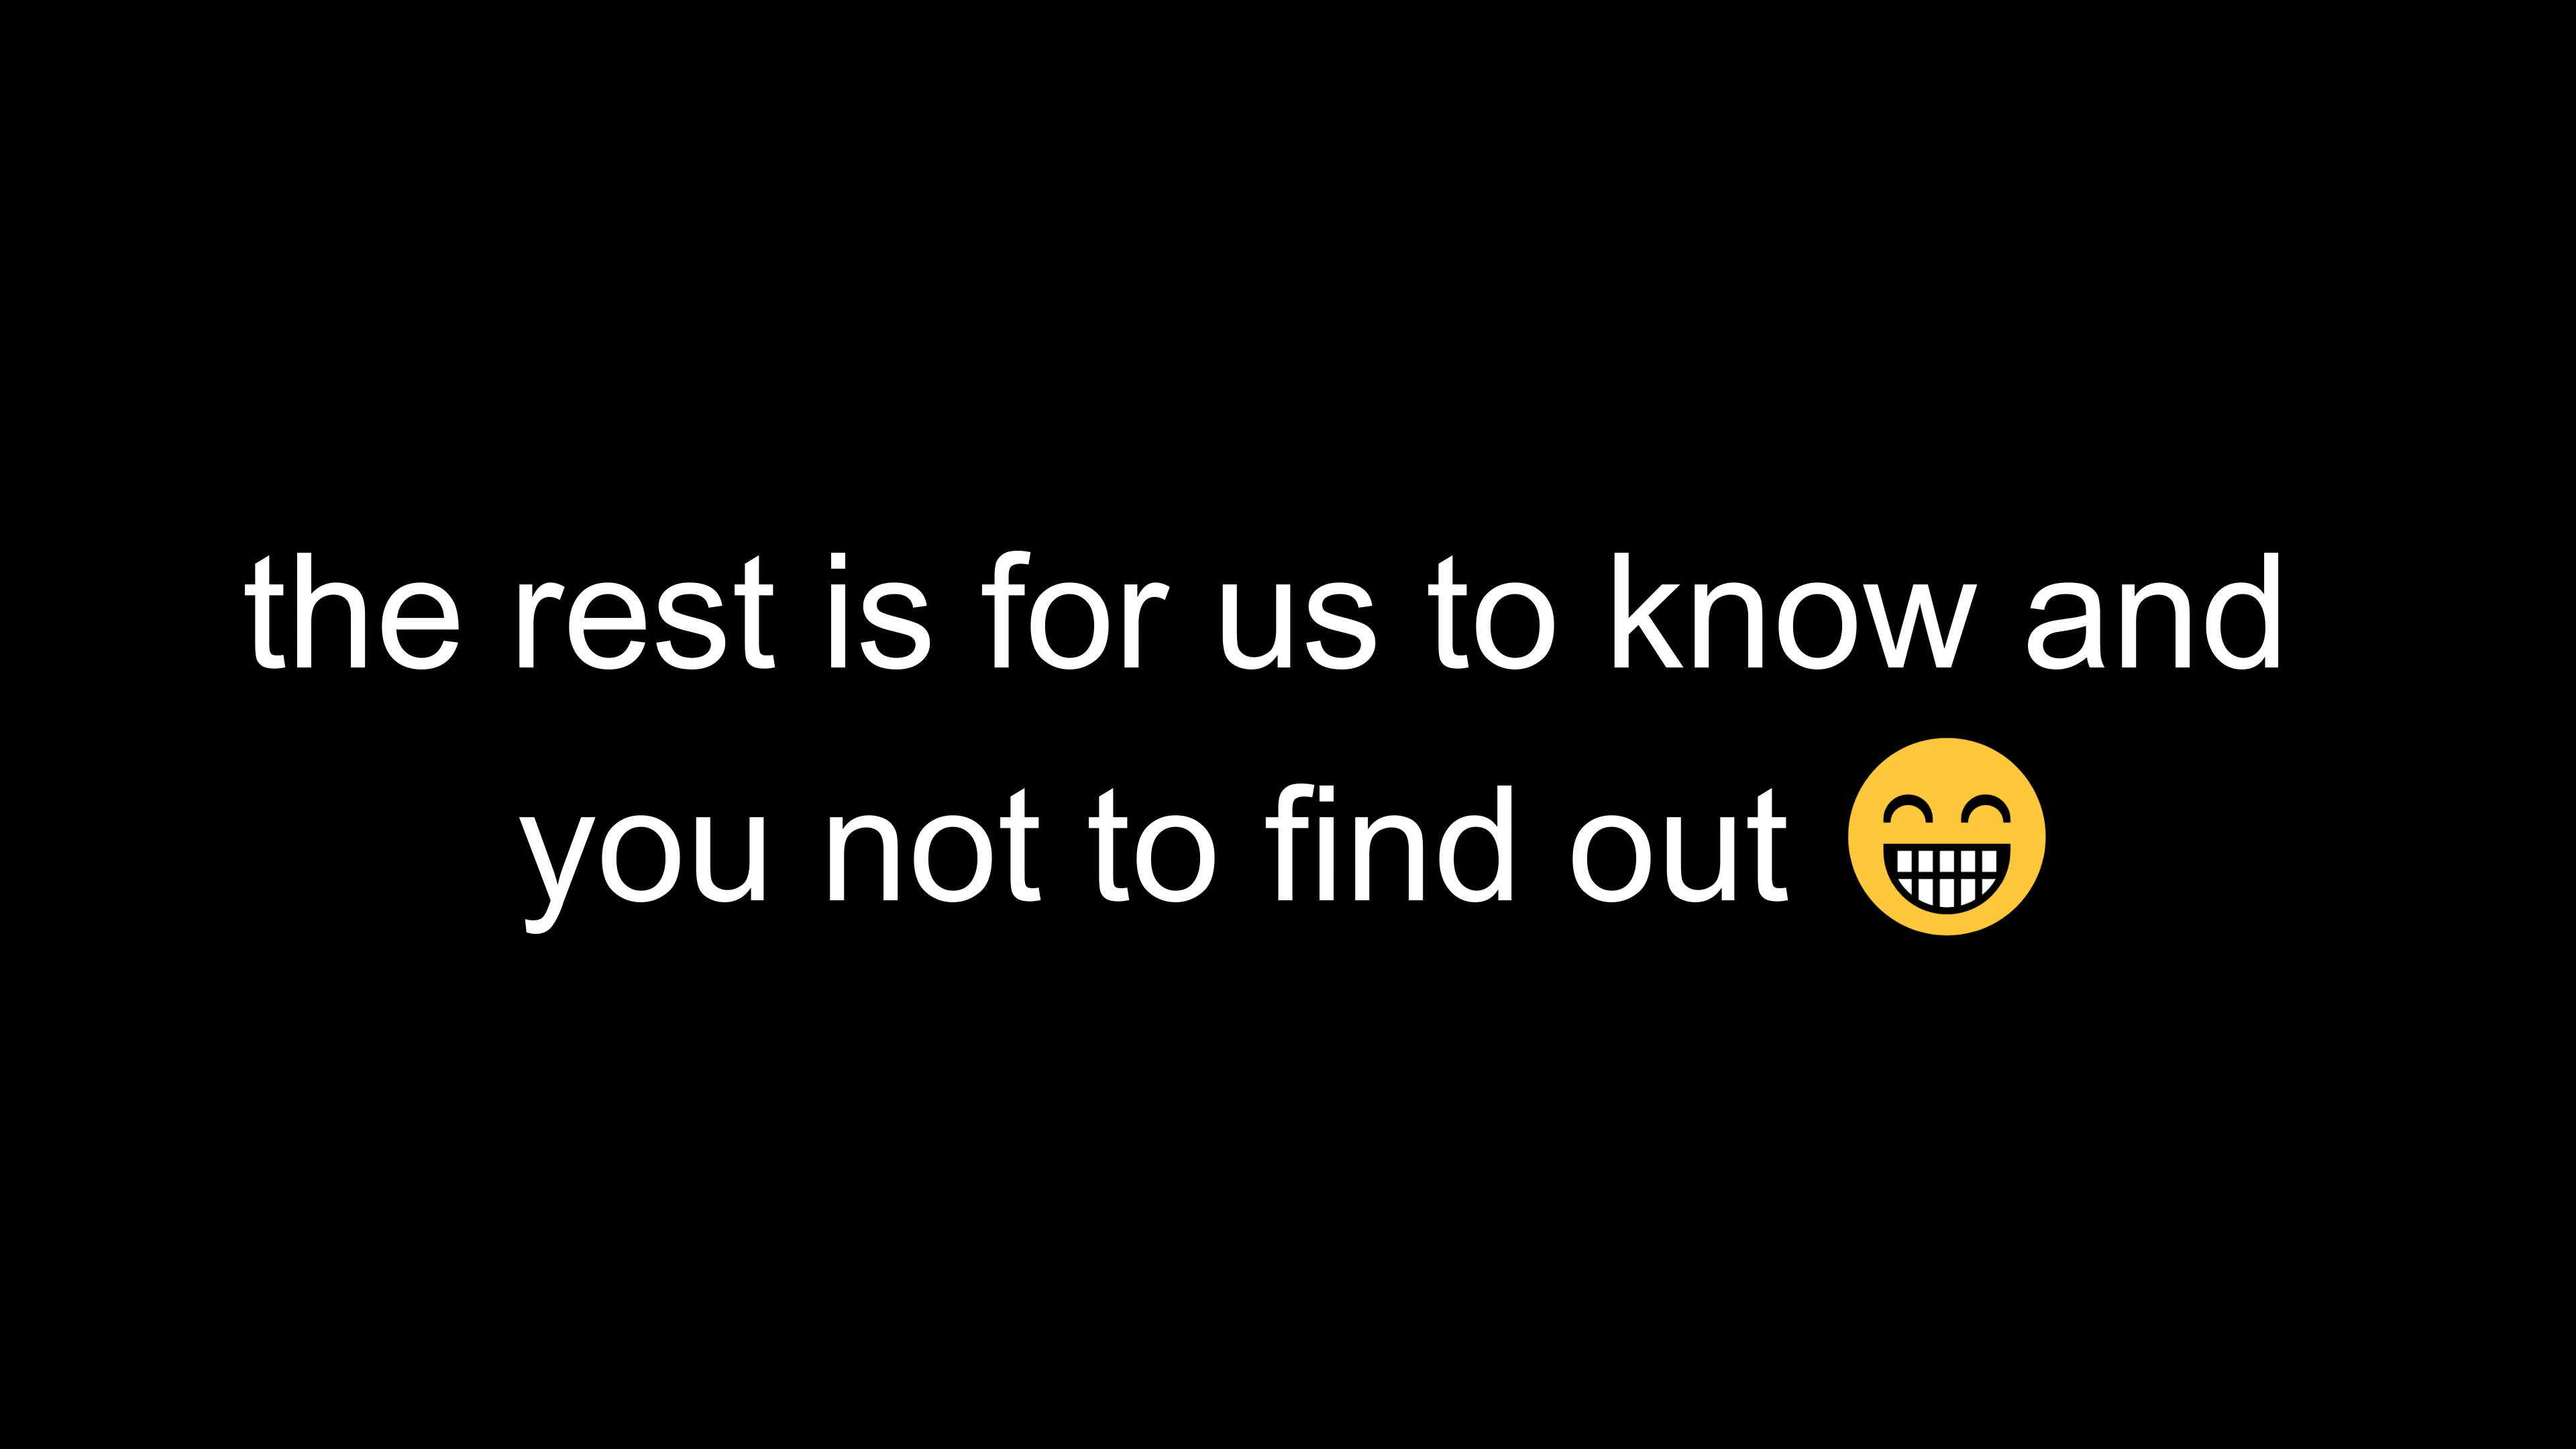 the rest is for us to know and
you not to find out 😁